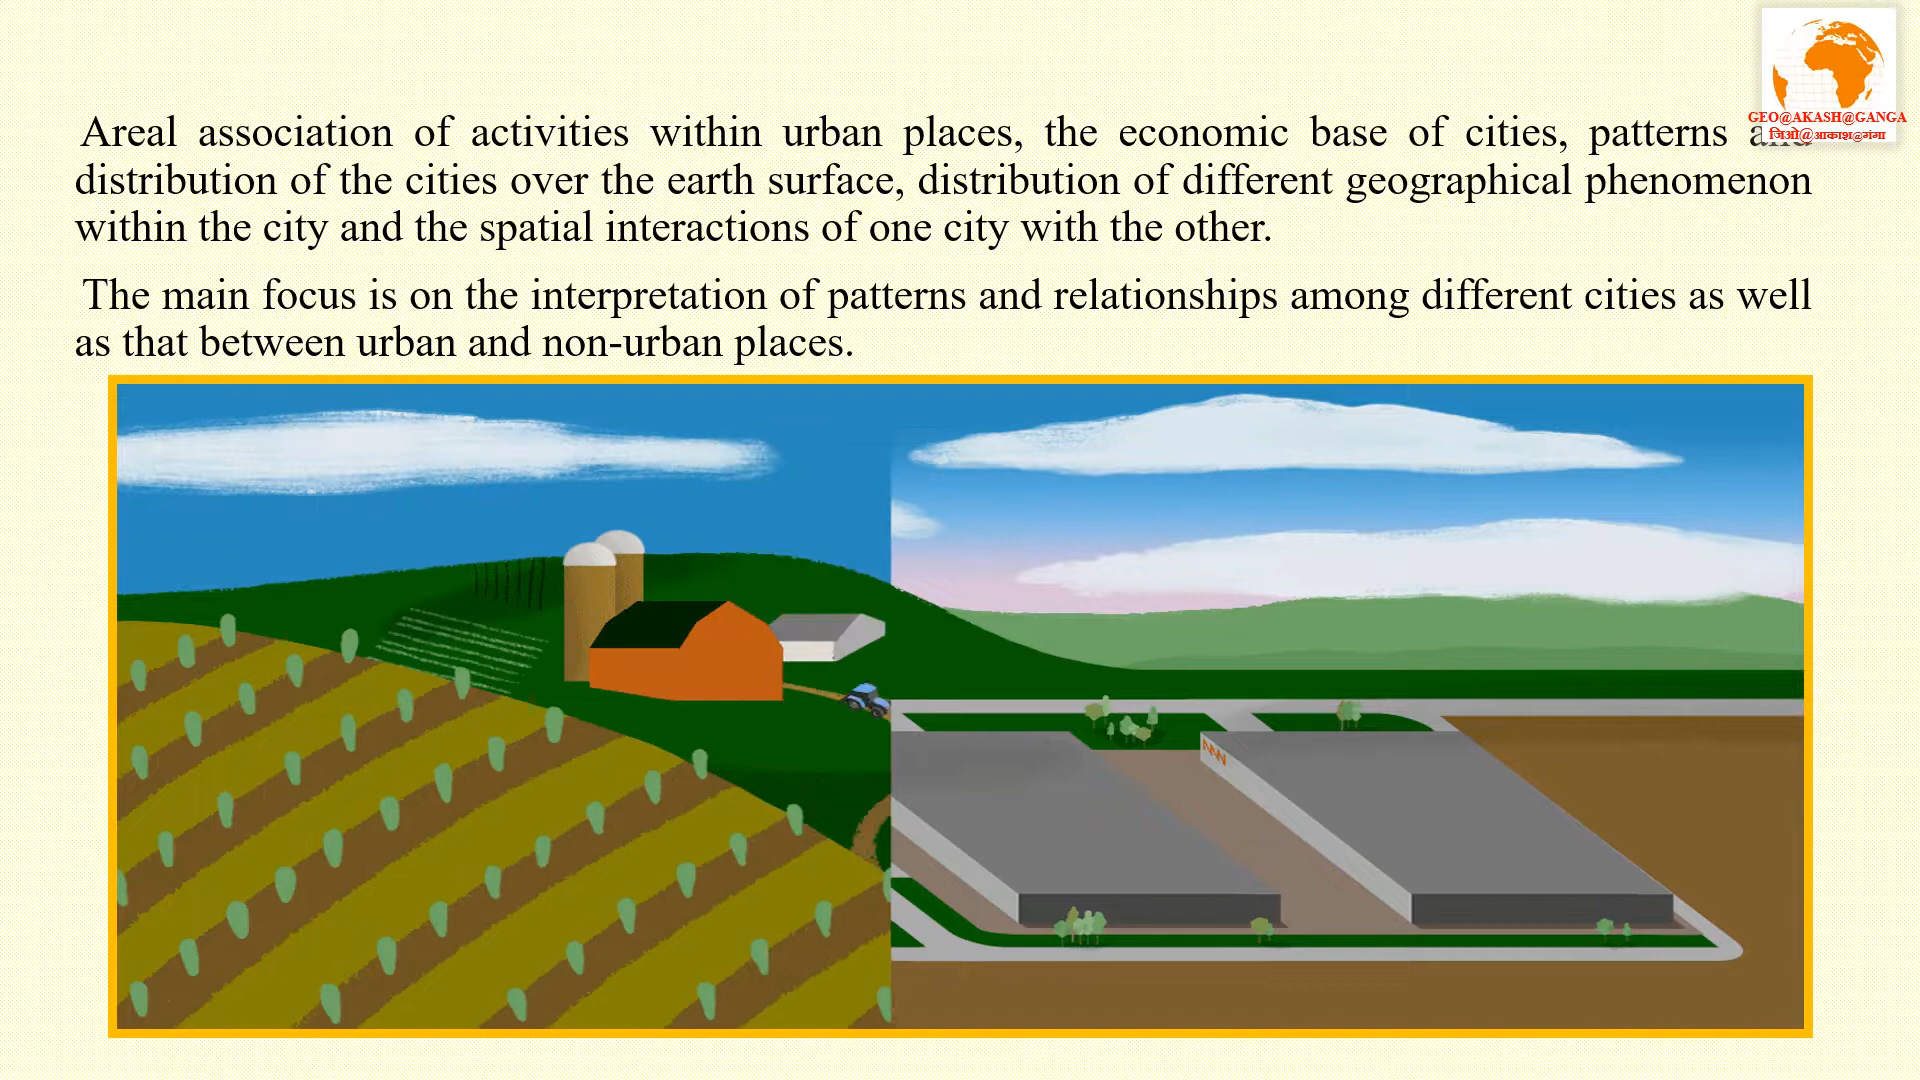 GEO@AKASH@GANGA
जिओ@आकाश@गंगा
Areal association of activities within urban places, the economic base of cities, patterns and
distribution of the cities over the earth surface, distribution of different geographical phenomenon
within the city and the spatial interactions of one city with the other.
The main focus is on the interpretation of patterns and relationships among different cities as well
as that between urban and non-urban places.